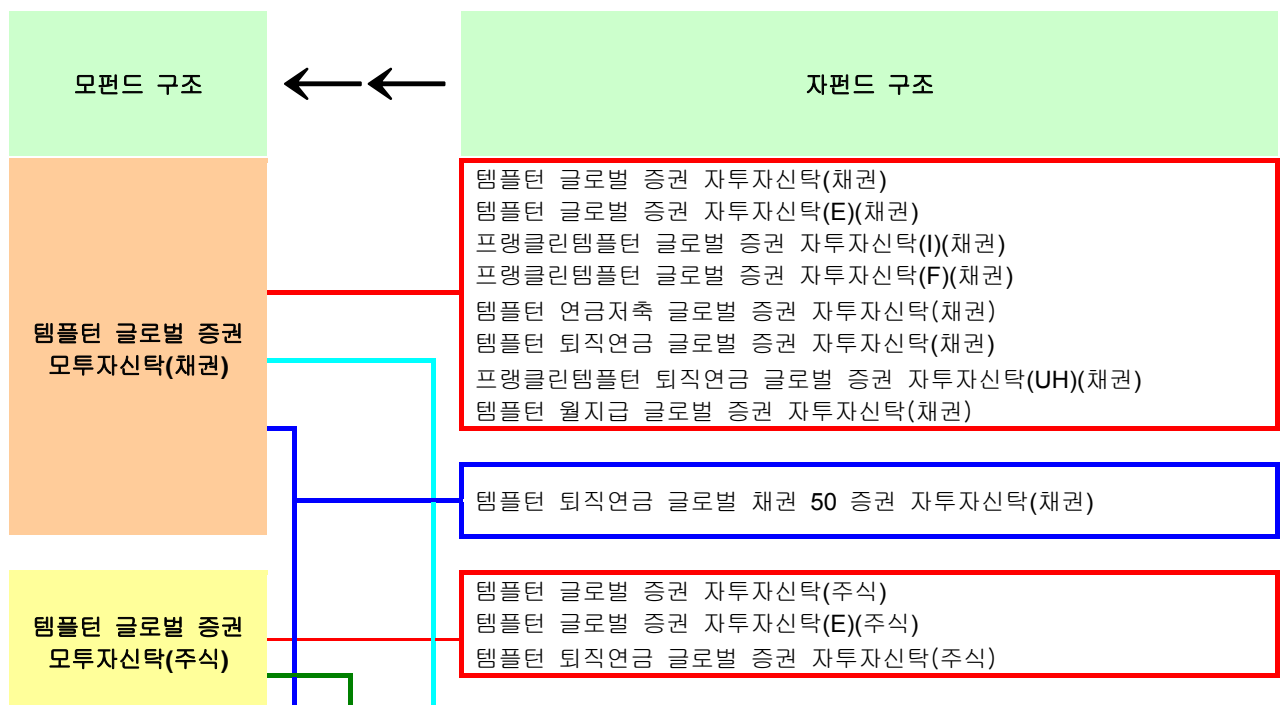 모펀드 구조
자펀드 구조
템플턴 글로벌 증권
모투자신탁(채권)
템플턴 글로벌 증권 자투자신탁(채권)
템플턴 글로벌 증권 자투자신탁(E)(채권)
프랭클린템플턴 글로벌 증권 자투자신탁(I)(채권)
프랭클린템플턴 글로벌 증권 자투자신탁(F)(채권)
템플턴 연금저축 글로벌 증권 자투자신탁(채권)
템플턴 퇴직연금 글로벌 증권 자투자신탁(채권)
프랭클린템플턴 퇴직연금 글로벌 증권 자투자신탁(UH)(채권)
템플턴 월지급 글로벌 증권 자투자신탁(채권)
템플턴 퇴직연금 글로벌 채권 50 증권 자투자신탁(채권)
템플턴 글로벌 증권
모투자신탁(주식)
템플턴 글로벌 증권 자투자신탁(주식)
템플턴 글로벌 증권 자투자신탁(E)(주식)
템플턴 퇴직연금 글로벌 증권 자투자신탁(주식)